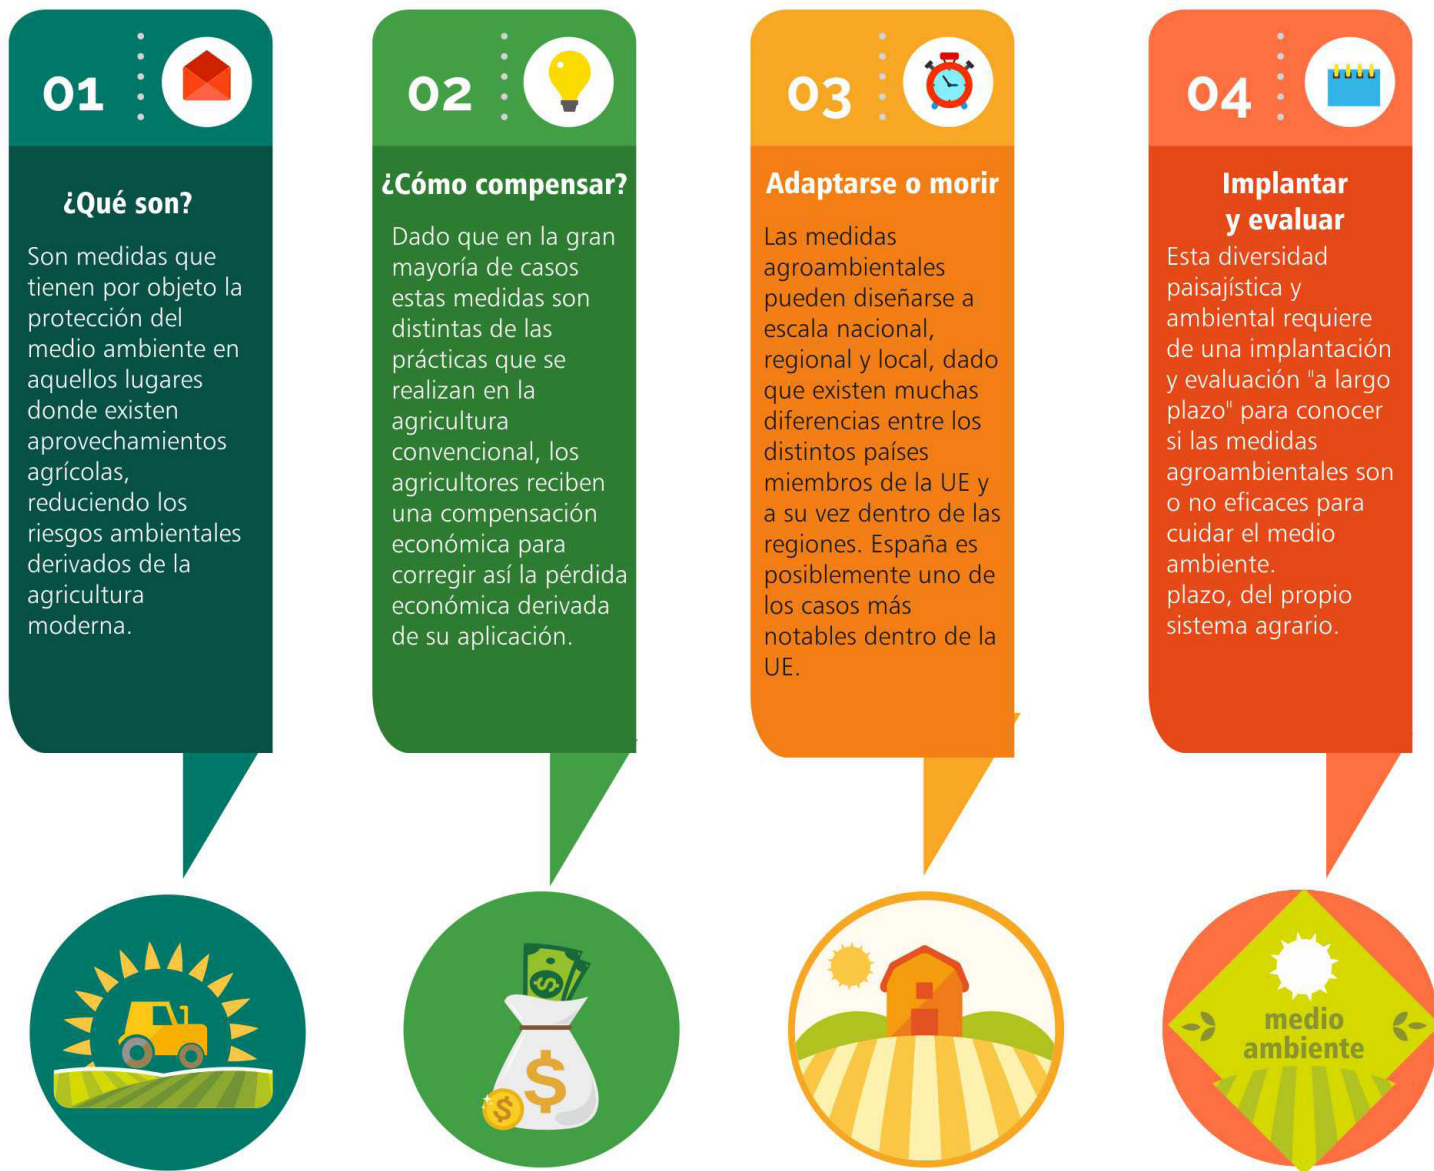 01
¿Qué son?
Son medidas que
tienen por objeto la
protección del
medio ambiente en
aquellos lugares
donde existen
aprovechamientos
agrícolas,
reduciendo los
riesgos ambientales
derivados de la
agricultura
moderna.
02
¿Cómo compensar?
Dado que en la gran
mayoría de casos
estas medidas son
distintas de las
prácticas que se
realizan en la
agricultura
convencional, los
agricultores reciben
una compensación
económica para
corregir así la pérdida
económica derivada
de su aplicación.
03
Adaptarse o morir
Las medidas
agroambientales
pueden diseñarse a
escala nacional,
regional y local, dado
que existen muchas
diferencias entre los
distintos países
miembros de la UE y
a su vez dentro de las
regiones. España es
posiblemente uno de
los casos más
notables dentro de la
UE.
04
Implantar
y evaluar
Esta diversidad
paisajística y
ambiental requiere
de una implantación
y evaluación "a largo
plazo" para conocer
si las medidas
agroambientales son
o no eficaces para
cuidar el medio
ambiente.
plazo, del propio
sistema agrario.
$
$
$
medio
ambiente